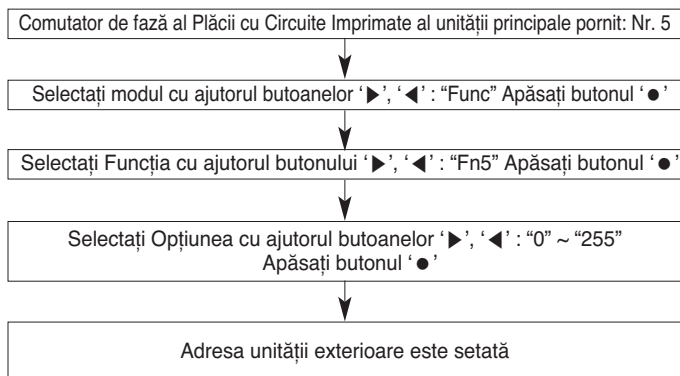 Comutator de fază al Plăcii cu Circuite Imprimate al unității principale pornit: Nr. 5
Selectați modul cu ajutorul butoanelor ‘▶’, ‘◀’ : “Func” Apăsați butonul ‘●’
Selectați Funcția cu ajutorul butonului ‘▶’, ‘◀’ : “Fn5” Apăsați butonul ‘●’
Selectați Opțiunea cu ajutorul butoanelor ‘▶’, ‘◀’ : “0” ~ “255”
Apăsați butonul ‘●’
Adresa unității exterioare este setată